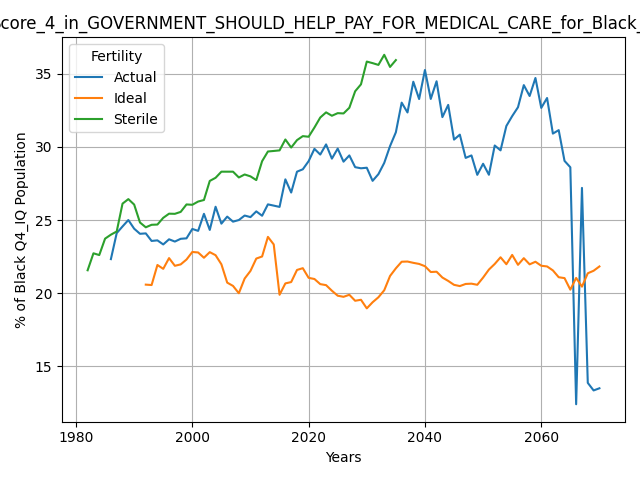 core_4_in_GOVERNMENT_SHOULD_HELP_PAY_FOR_MEDICAL_CARE_for_Black_
Fertility
Actual
Ideal
Sterile
% of Black Q4_IQ Population
35
30
25
20
15
1980
2000
2020
2040
2060
Years